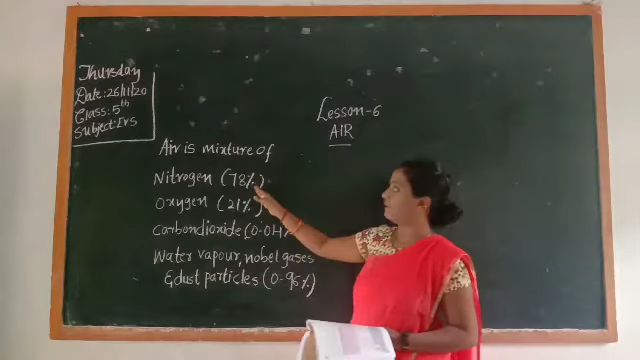 Thursday
Date: 26/11/20
Class: 5th
Subject: Evs
Lesson-6
AIR
Air is mixture of
Nitrogen (78%)
Oxygen (21%)
Carbondioxide (0.04%
Water vapour, nobel gases
& dust particles (0.96%)